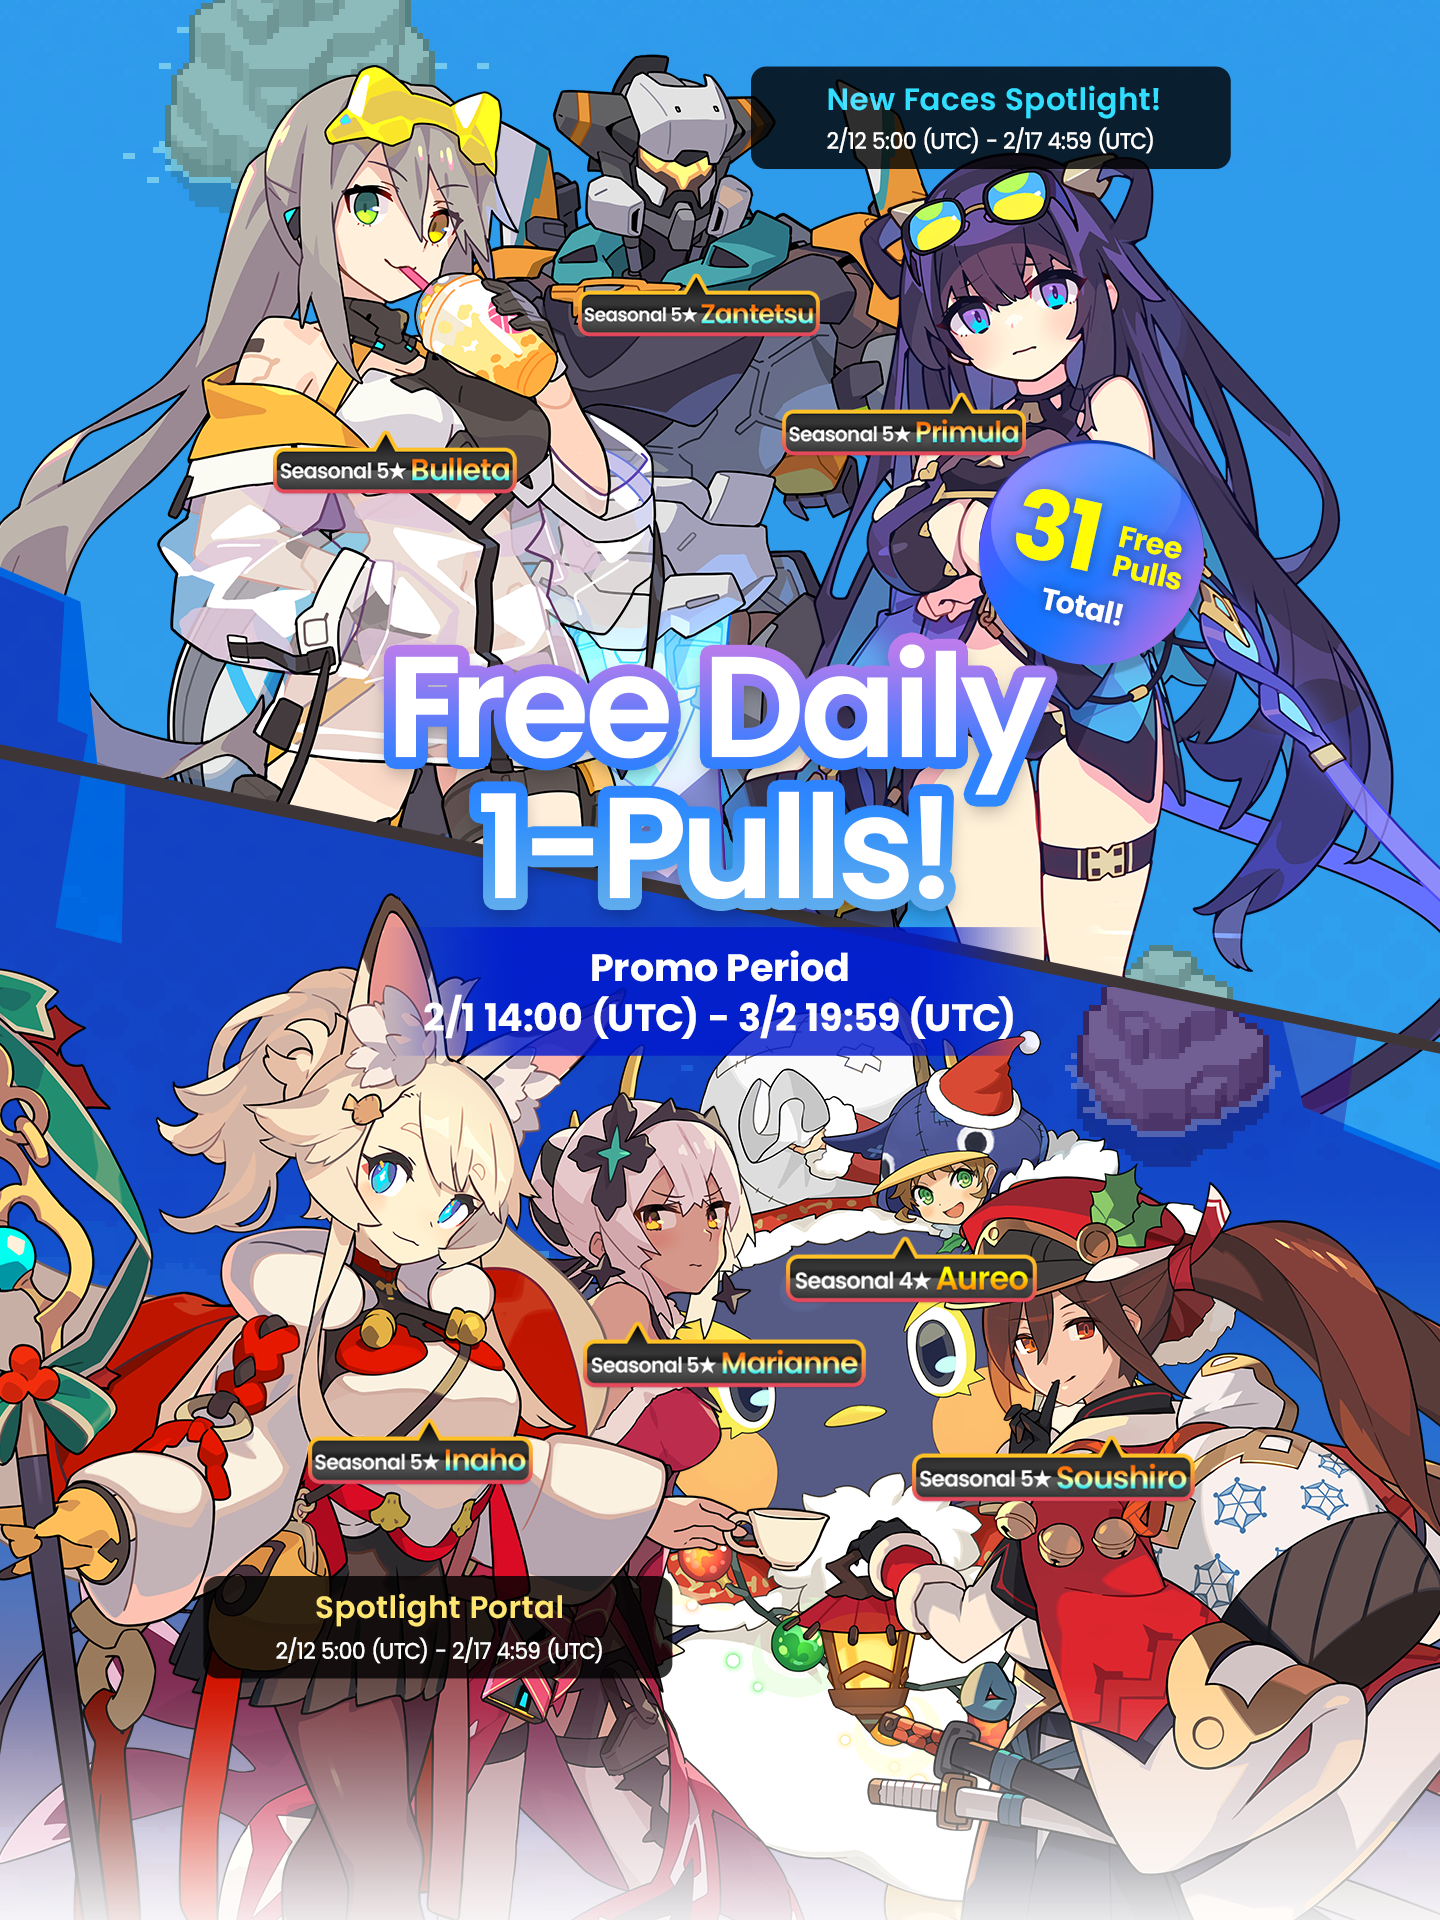 New Faces Spotlight!
2/12 5:00 (UTC) - 2/17 4:59 (UTC)
Seasonal 5★ Zantetsu
Seasonal 5★ Primula
Seasonal 5★ Bulleta
31 Free Pulls
Total!
Free Daily
1-Pulls!
Promo Period
2/1 14:00 (UTC) - 3/2 19:59 (UTC)
Seasonal 4★ Aureo
Seasonal 5★ Marianne
Seasonal 5★ Inaho
Seasonal 5★ Soushiro
Spotlight Portal
2/12 5:00 (UTC) - 2/17 4:59 (UTC)